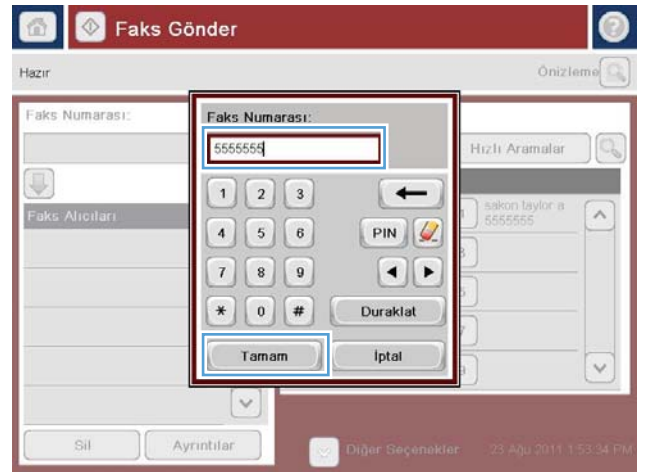 Faks Gönder
Hazır
Önizleme
Faks Numarası:
Hızlı Aramalar
Faks Alıcıları
1 sakon taylor a
5555555
Faks Numarası:
5555555
1 2 3
4 5 6 PIN
7 8 9
* 0 # Duraklat
Tamam İptal
Sil Ayrıntılar
Diğer Seçenekler 23 Ağu 2011 1:53:34 PM